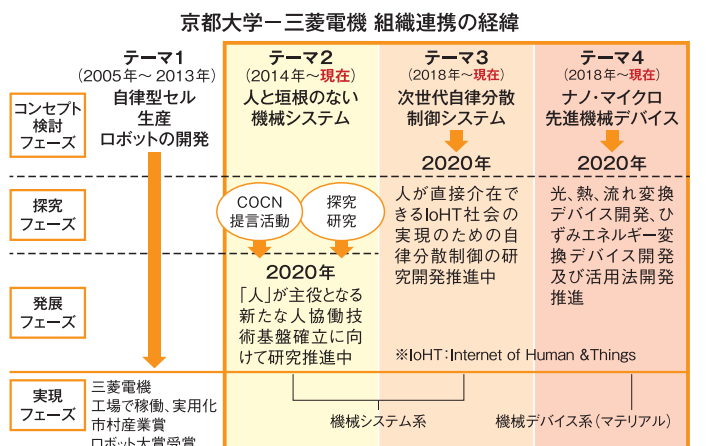 京都大学－三菱電機 組織連携の経緯
テーマ1
(2005年～2013年)
自律型セル
生産
ロボットの開発
テーマ2
(2014年～現在)
人と垣根のない
機械システム
テーマ3
(2018年～現在)
次世代自律分散
制御システム
テーマ4
(2018年～現在)
ナノ・マイクロ
先進機械デバイス
コンセプト
検討
フェーズ
2020年
2020年
探究
フェーズ
COCN
提言活動
探究
研究
人が直接介在で
きるIoHT社会の
実現のための自
律分散制御の研
究開発推進中
光、熱、流れ変換
デバイス開発、ひ
ずみエネルギー変
換デバイス開発
及び活用法開発
推進
発展
フェーズ
2020年
「人」が主役となる
新たな人協働技
術基盤確立に向
けて研究推進中
※IoHT：Internet of Human &Things
実現
フェーズ
三菱電機
工場で稼働、実用化
市村産業賞
ロボット大賞受賞
機械システム系
機械デバイス系(マテリアル)